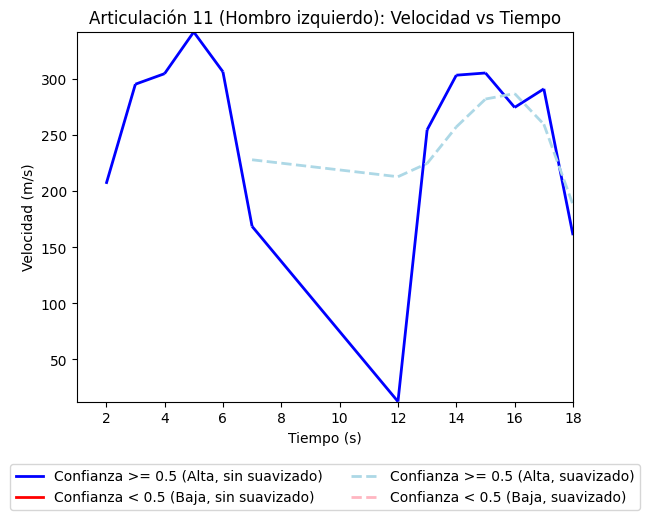 Articulación 11 (Hombro izquierdo): Velocidad vs Tiempo
Velocidad (m/s)
300
250
200
150
100
50
2 4 6 8 10 12 14 16 18
Tiempo (s)
Confianza >= 0.5 (Alta, sin suavizado)
Confianza < 0.5 (Baja, sin suavizado)
Confianza >= 0.5 (Alta, suavizado)
Confianza < 0.5 (Baja, suavizado)